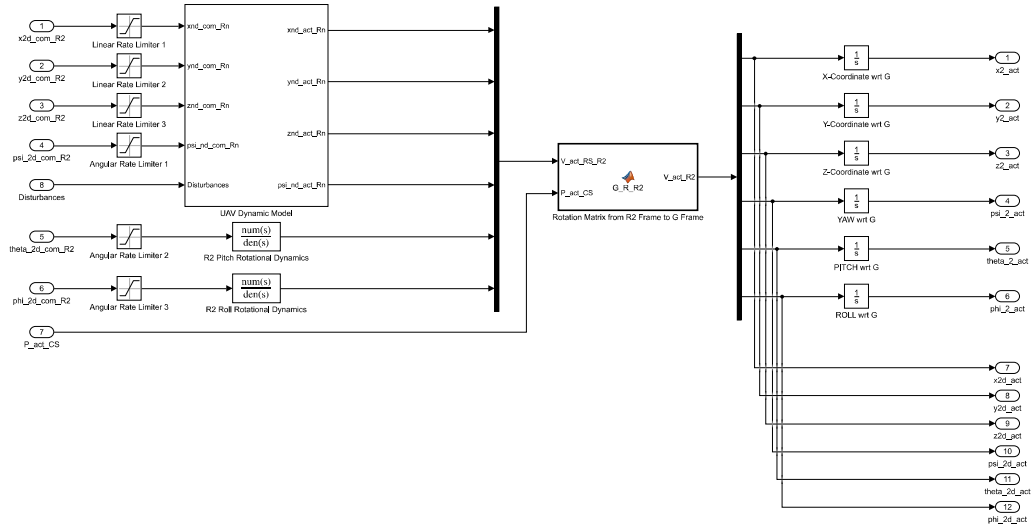 1
x2d_com_R2
Linear Rate Limiter 1
xnd_com_Rn
xnd_act_Rn
2
y2d_com_R2
Linear Rate Limiter 2
ynd_com_Rn
ynd_act_Rn
3
z2d_com_R2
Linear Rate Limiter 3
znd_com_Rn
znd_act_Rn
4
psi_2d_com_R2
Angular Rate Limiter 1
psi_nd_com_Rn
psi_nd_act_Rn
8
Disturbances
Disturbances
UAV Dynamic Model
5
theta_2d_com_R2
Angular Rate Limiter 2
num(s)
den(s)
R2 Pitch Rotational Dynamics
6
phi_2d_com_R2
Angular Rate Limiter 3
num(s)
den(s)
R2 Roll Rotational Dynamics
7
P_act_CS
V_act_RS_R2
P_act_CS
G_R_R2
V_act_R2
Rotation Matrix from R2 Frame to G Frame
1
s
X-Coordinate wrt G
1
x2_act
1
s
Y-Coordinate wrt G
2
y2_act
1
s
Z-Coordinate wrt G
3
z2_act
1
s
YAW wrt G
4
psi_2_act
1
s
PITCH wrt G
5
theta_2_act
1
s
ROLL wrt G
6
phi_2_act
7
x2d_act
8
y2d_act
9
z2d_act
10
psi_2d_act
11
theta_2d_act
12
phi_2d_act